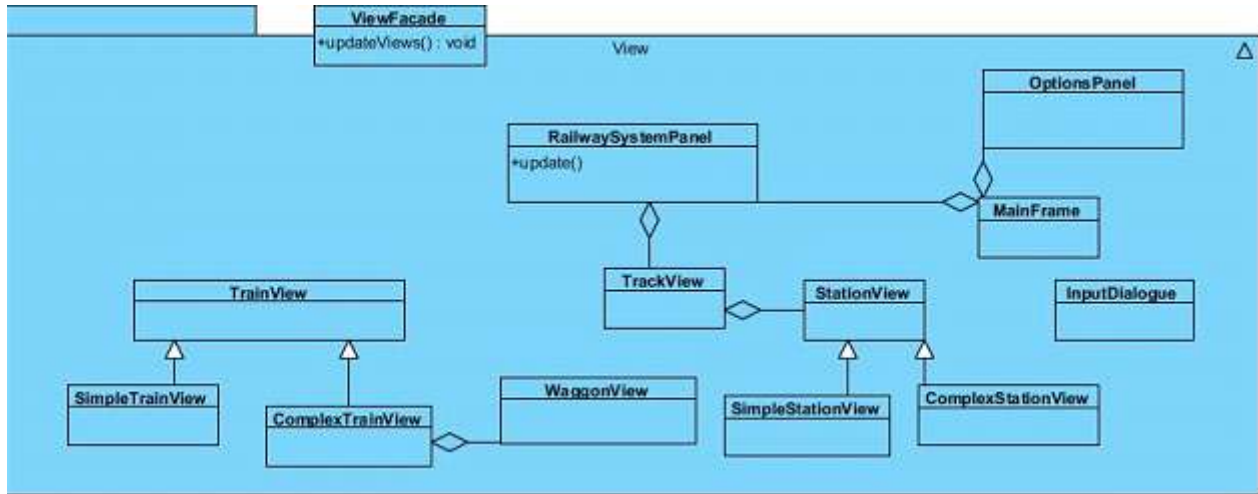 ViewFacade
+updateViews() : void
View
OptionsPanel
RailwaySystemPanel
+update()
MainFrame
TrackView
TrainView
StationView
InputDialogue
SimpleTrainView
WaggonView
ComplexStationView
SimpleStationView
ComplexTrainView